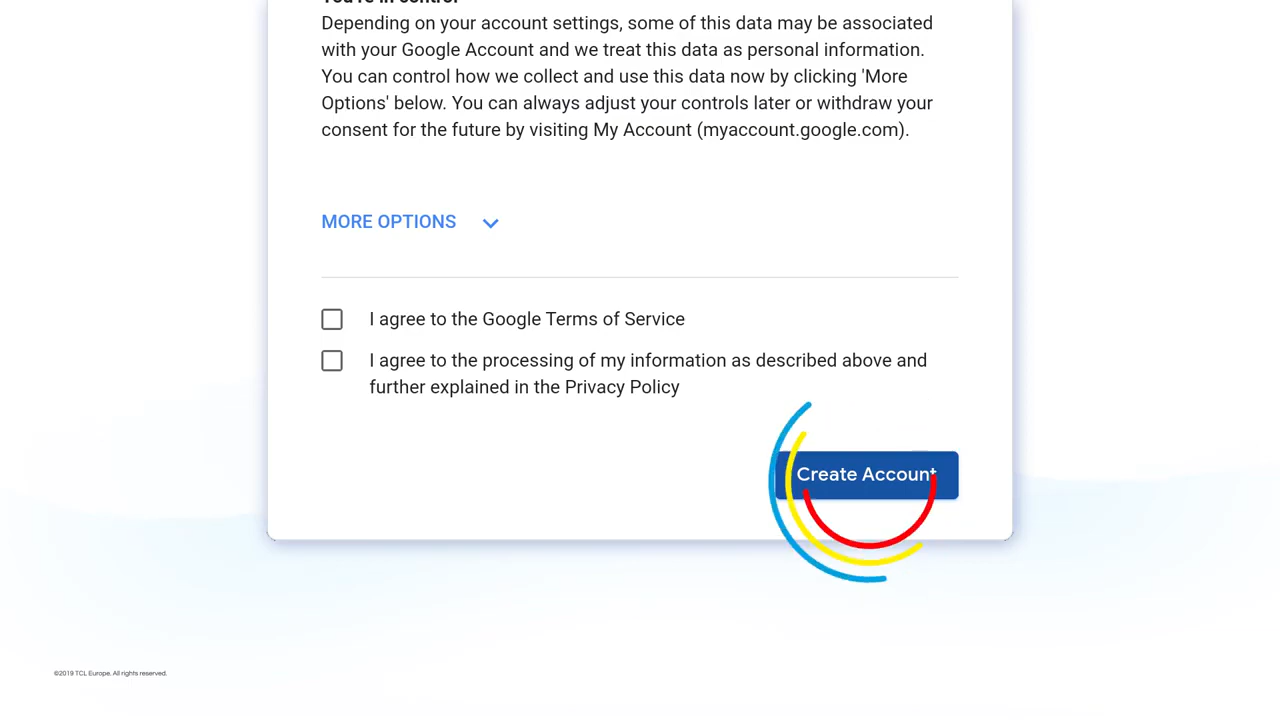 You're in control
Depending on your account settings, some of this data may be associated
with your Google Account and we treat this data as personal information.
You can control how we collect and use this data now by clicking 'More
Options' below. You can always adjust your controls later or withdraw your
consent for the future by visiting My Account (myaccount.google.com).
MORE OPTIONS
I agree to the Google Terms of Service
I agree to the processing of my information as described above and
further explained in the Privacy Policy
Create Account
©2019 TCL Europe. All rights reserved.